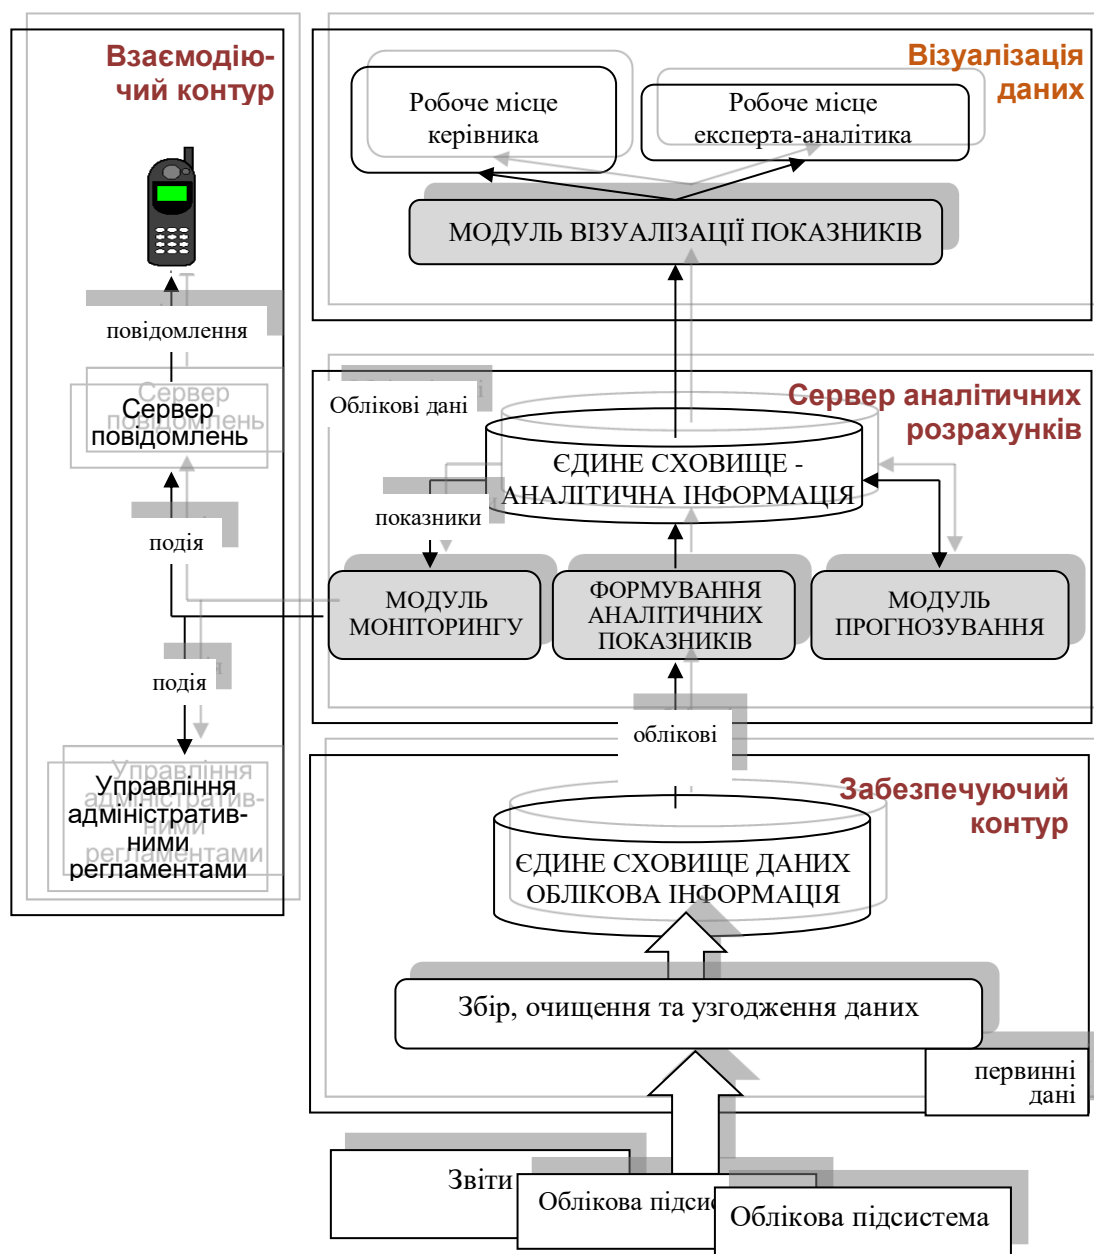 Взаємодію-
чий контур
повідомлення
Сервер
повідомлень
подія
подія
Управління
адміністратив-
ними
регламентами
Візуалізація
даних
Робоче місце
керівника
Робоче місце
експерта-аналітика
МОДУЛЬ ВІЗУАЛІЗАЦІЇ ПОКАЗНИКІВ
Сервер аналітичних
розрахунків
Облікові дані
ЄДИНЕ СХОВИЩЕ -
АНАЛІТИЧНА ІНФОРМАЦІЯ
показники
МОДУЛЬ
МОНІТОРИНГУ
ФОРМУВАННЯ
АНАЛІТИЧНИХ
ПОКАЗНИКІВ
МОДУЛЬ
ПРОГНОЗУВАННЯ
облікові
Забезпечуючий
контур
ЄДИНЕ СХОВИЩЕ ДАНИХ
ОБЛІКОВА ІНФОРМАЦІЯ
Збір, очищення та узгодження даних
первинні
дані
Звіти
Облікова підсис
Облікова підсистема